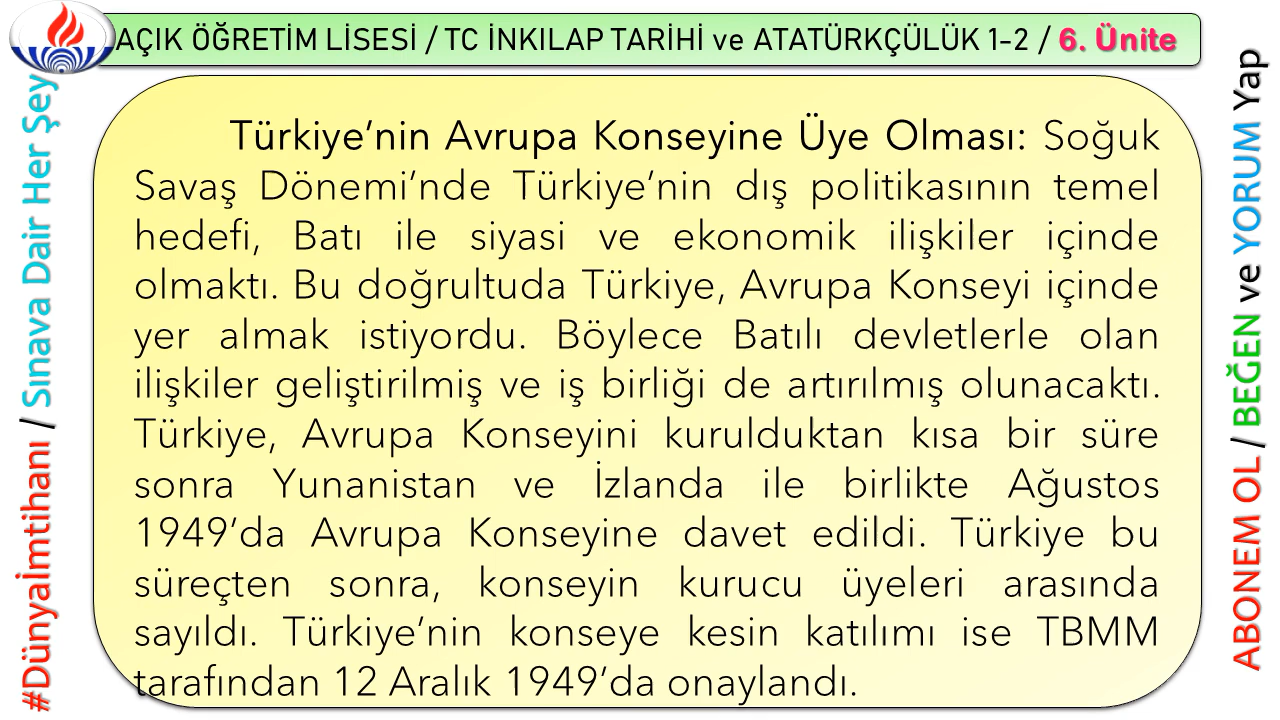 AÇIK ÖĞRETİM LİSESİ / TC İNKILAP TARİHİ ve ATATÜRKÇÜLÜK 1-2 / 6. Ünite
#Dünyaİmtihanı / Sınava Dair Her Şey
Türkiye’nin Avrupa Konseyine Üye Olması: Soğuk
Savaş Dönemi’nde Türkiye’nin dış politikasının temel
hedefi, Batı ile siyasi ve ekonomik ilişkiler içinde
olmaktı. Bu doğrultuda Türkiye, Avrupa Konseyi içinde
yer almak istiyordu. Böylece Batılı devletlerle olan
ilişkiler geliştirilmiş ve iş birliği de artırılmış olunacaktı.
Türkiye, Avrupa Konseyini kurulduktan kısa bir süre
sonra Yunanistan ve İzlanda ile birlikte Ağustos
1949’da Avrupa Konseyine davet edildi. Türkiye bu
süreçten sonra, konseyin kurucu üyeleri arasında
sayıldı. Türkiye’nin konseye kesin katılımı ise TBMM
tarafından 12 Aralık 1949’da onaylandı.
ABONEM OL / BEĞEN ve YORUM Yap